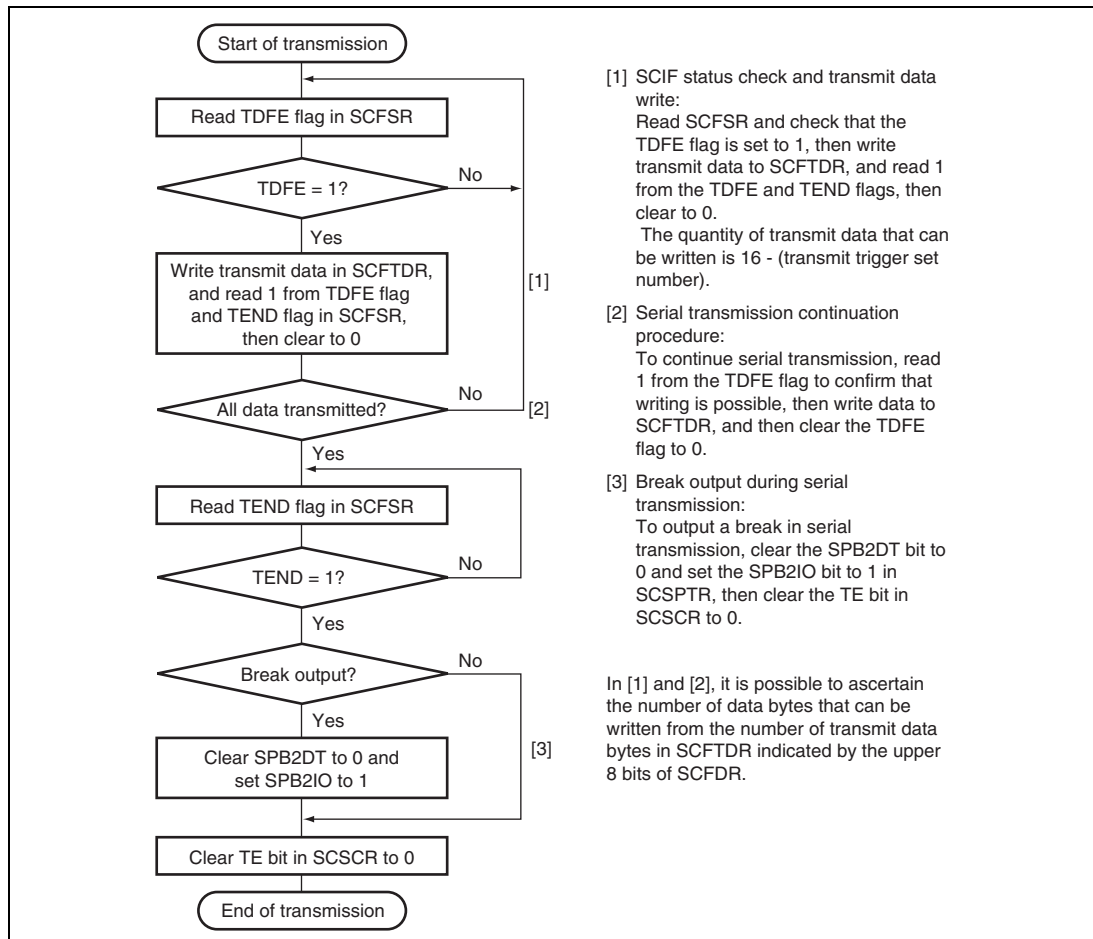 Start of transmission
Read TDFE flag in SCFSR
TDFE = 1?
No
Yes
Write transmit data in SCFTDR,
and read 1 from TDFE flag
and TEND flag in SCFSR,
then clear to 0
[1]
All data transmitted?
No
[2]
Yes
Read TEND flag in SCFSR
TEND = 1?
No
Yes
Break output?
No
Yes
Clear SPB2DT to 0 and
set SPB2IO to 1
[3]
Clear TE bit in SCSCR to 0
End of transmission
[1] SCIF status check and transmit data
write:
Read SCFSR and check that the
TDFE flag is set to 1, then write
transmit data to SCFTDR, and read 1
from the TDFE and TEND flags, then
clear to 0.
The quantity of transmit data that can
be written is 16 - (transmit trigger set
number).
[2] Serial transmission continuation
procedure:
To continue serial transmission, read
1 from the TDFE flag to confirm that
writing is possible, then write data to
SCFTDR, and then clear the TDFE
flag to 0.
[3] Break output during serial
transmission:
To output a break in serial
transmission, clear the SPB2DT bit to
0 and set the SPB2IO bit to 1 in
SCSPTR, then clear the TE bit in
SCSCR to 0.
In [1] and [2], it is possible to ascertain
the number of data bytes that can be
written from the number of transmit data
bytes in SCFTDR indicated by the upper
8 bits of SCFDR.